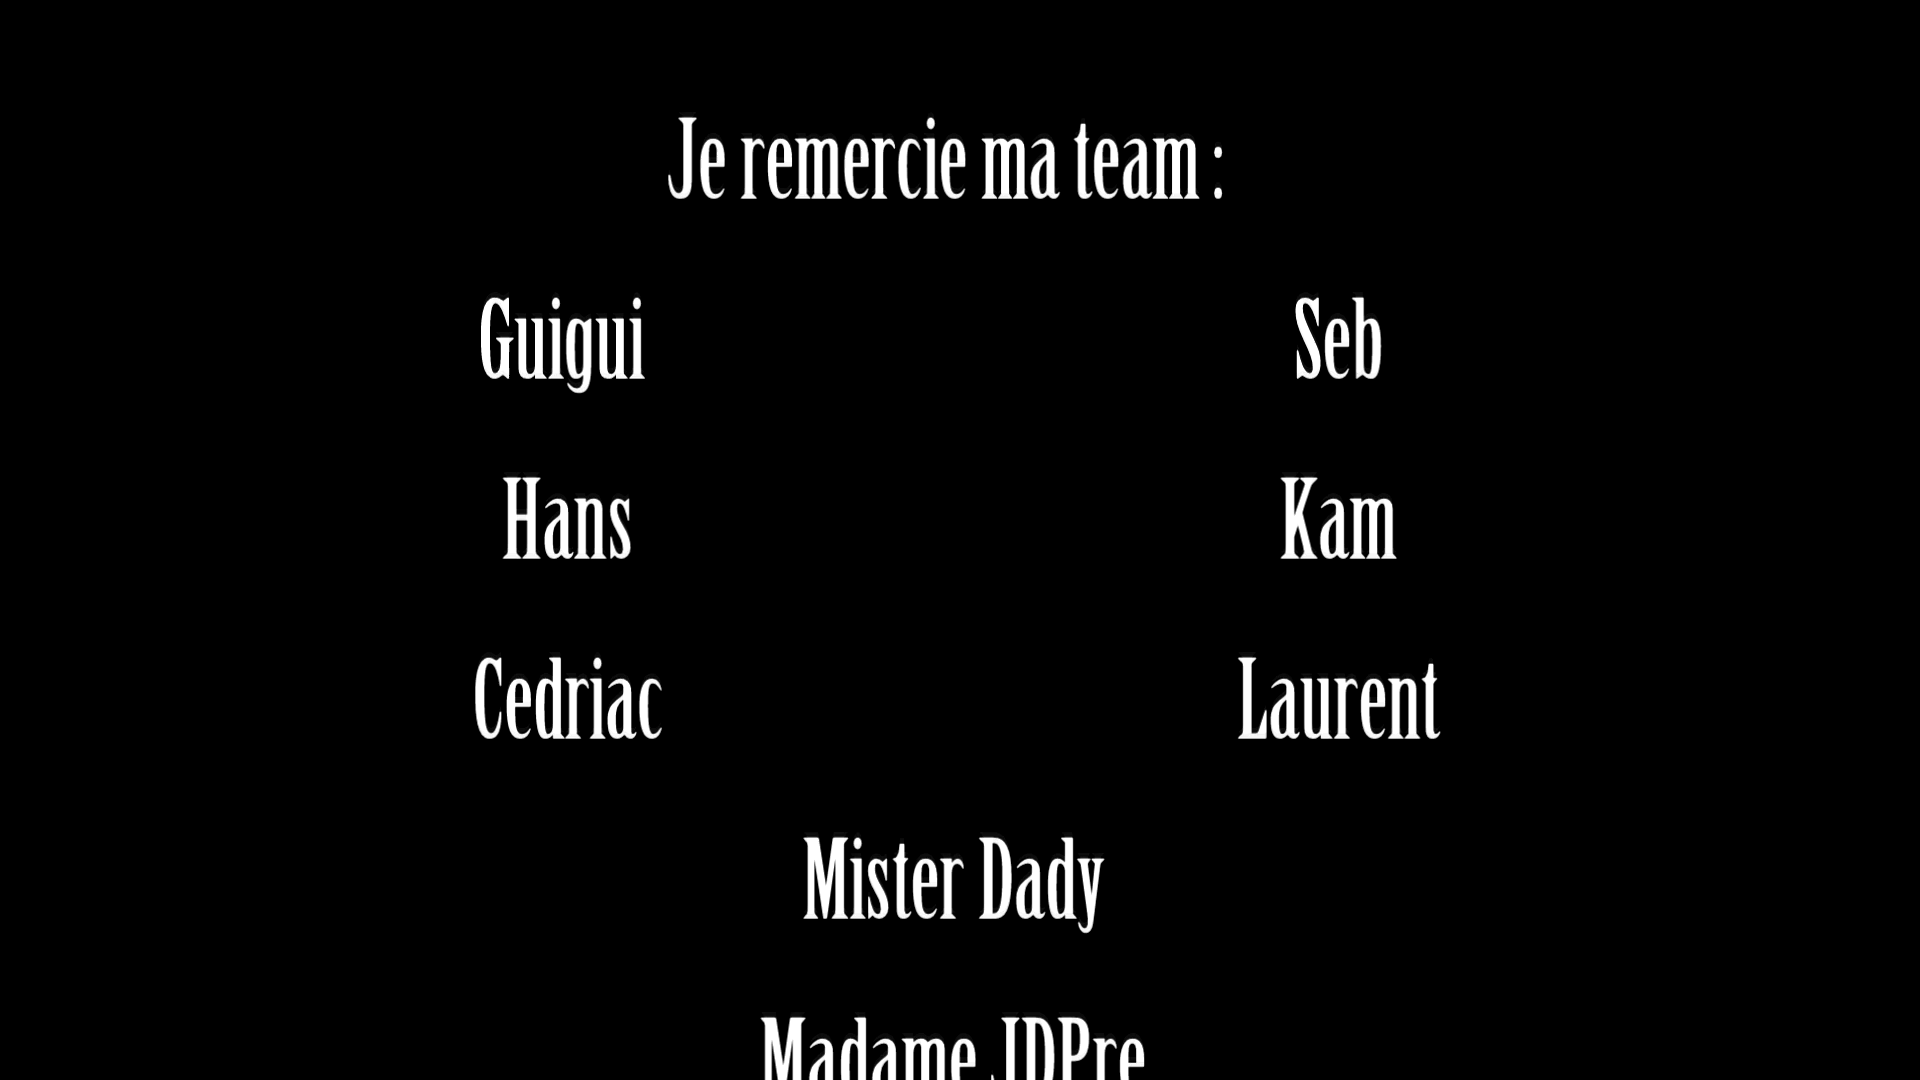 Je remercie ma team :
Guigui Seb
Hans Kam
Cedriac Laurent
Mister Dady
Madame JDPre